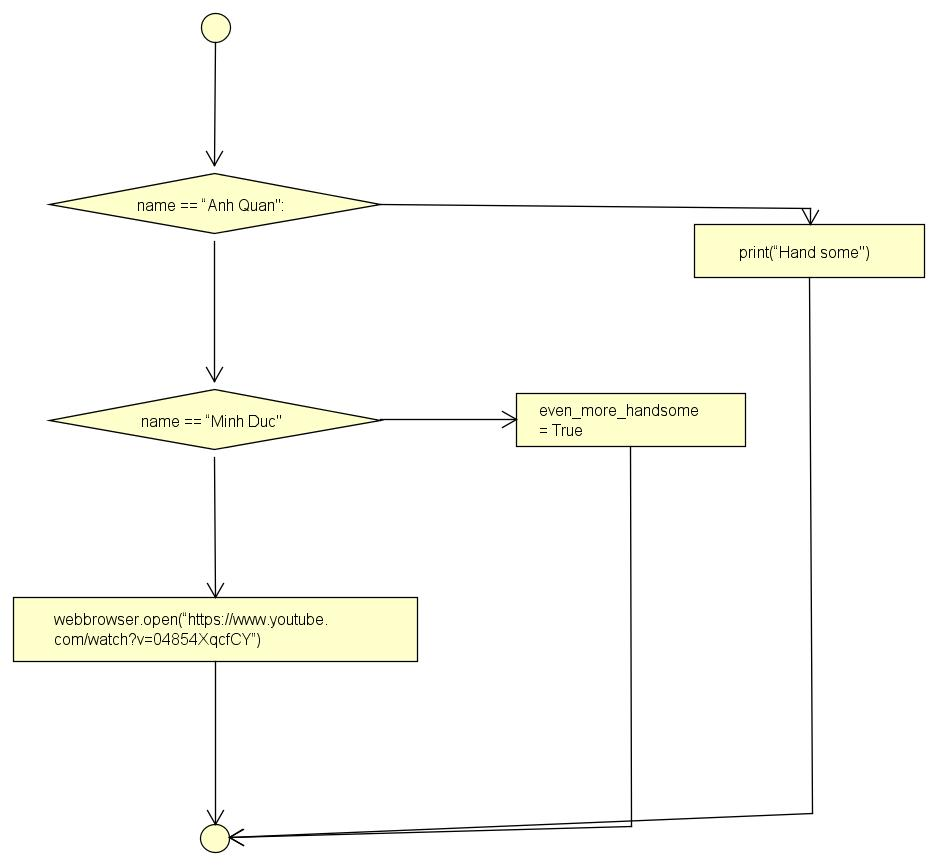 name == “Anh Quan":
print(“Hand some")
name == “Minh Duc"
even_more_handsome
= True
webbrowser.open(“https://www.youtube.
com/watch?v=04854XqcfCY”)